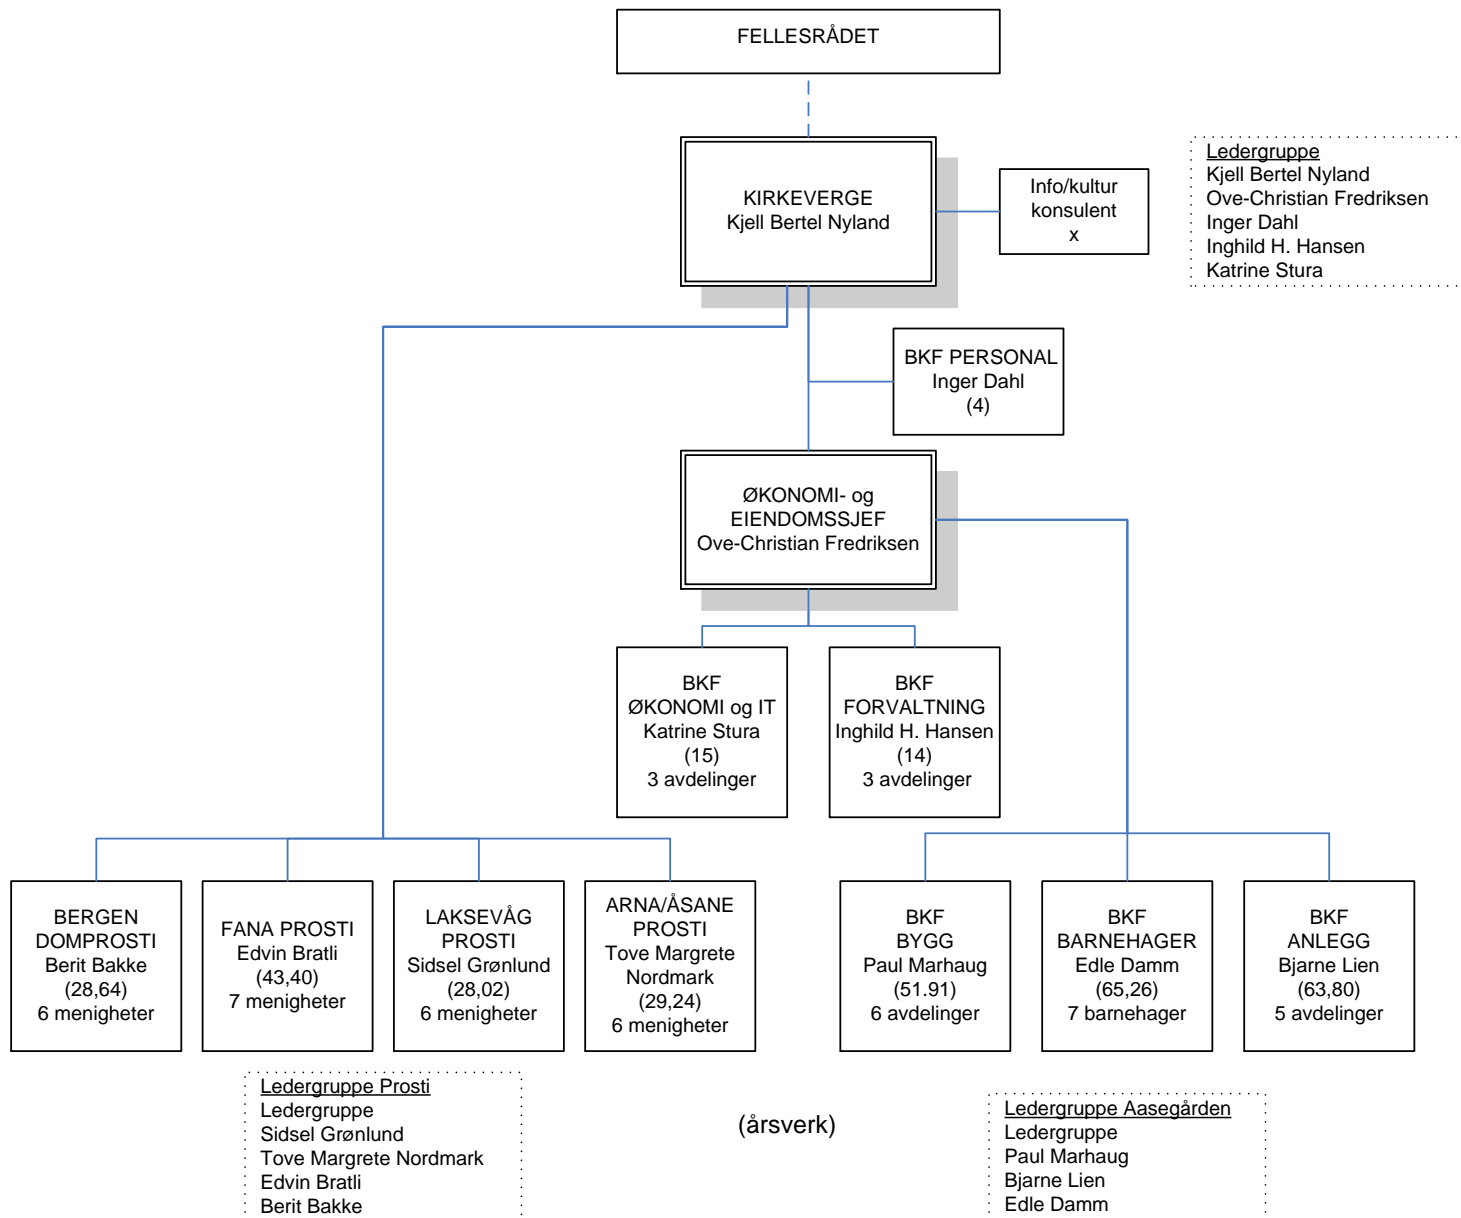 FELLESRÅDET
KIRKEVERGE
Kjell Bertel Nyland
Info/kultur
konsulent
x
Ledergruppe
Kjell Bertel Nyland
Ove-Christian Fredriksen
Inger Dahl
Inghild H. Hansen
Katrine Stura
BKF PERSONAL
Inger Dahl
(4)
ØKONOMI- og
EIENDOMSSJEF
Ove-Christian Fredriksen
BKF
ØKONOMI og IT
Katrine Stura
(15)
3 avdelinger
BKF
FORVALTNING
Inghild H. Hansen
(14)
3 avdelinger
BERGEN
DOMPROSTI
Berit Bakke
(28,64)
6 menigheter
FANA PROSTI
Edvin Bratli
(43,40)
7 menigheter
LAKSEVÅG
PROSTI
Sidsel Grønlund
(28,02)
6 menigheter
ARNA/ÅSANE
PROSTI
Tove Margrete
Nordmark
(29,24)
6 menigheter
BKF
BYGG
Paul Marhaug
(51.91)
6 avdelinger
BKF
BARNEHAGER
Edle Damm
(65,26)
7 barnehager
BKF
ANLEGG
Bjarne Lien
(63,80)
5 avdelinger
Ledergruppe Prosti
Ledergruppe
Sidsel Grønlund
Tove Margrete Nordmark
Edvin Bratli
Berit Bakke
(årsverk)
Ledergruppe Aasegården
Ledergruppe
Paul Marhaug
Bjarne Lien
Edle Damm